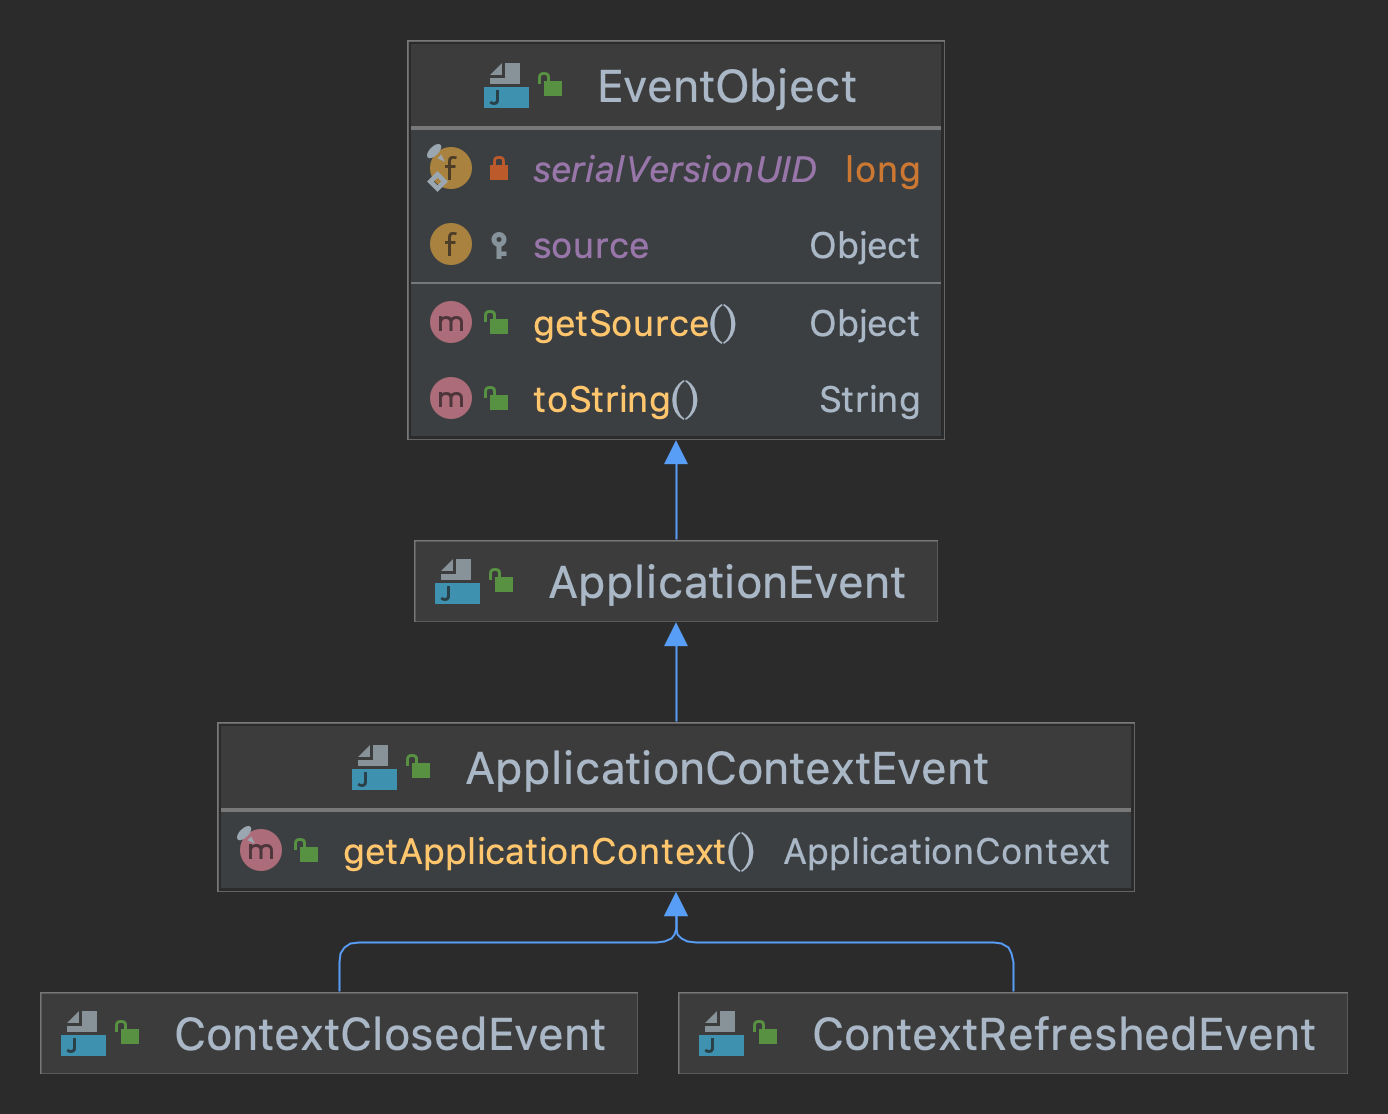 EventObject
serialVersionUID long
source Object
getSource() Object
toString() String
ApplicationEvent
ApplicationContextEvent
getApplicationContext() ApplicationContext
ContextClosedEvent
ContextRefreshedEvent